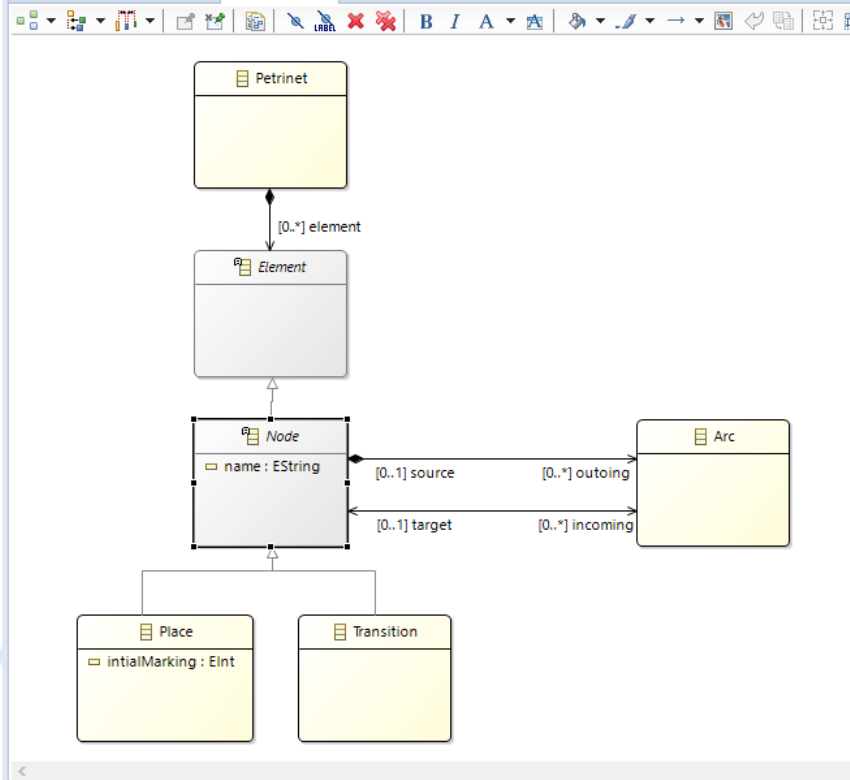 LABEL
B I A A
Petrinet
[0..*] element
Element
Node
name : EString
Arc
[0..1] source
[0..*] outoing
[0..1] target
[0..*] incoming
Place
intialMarking : EInt
Transition